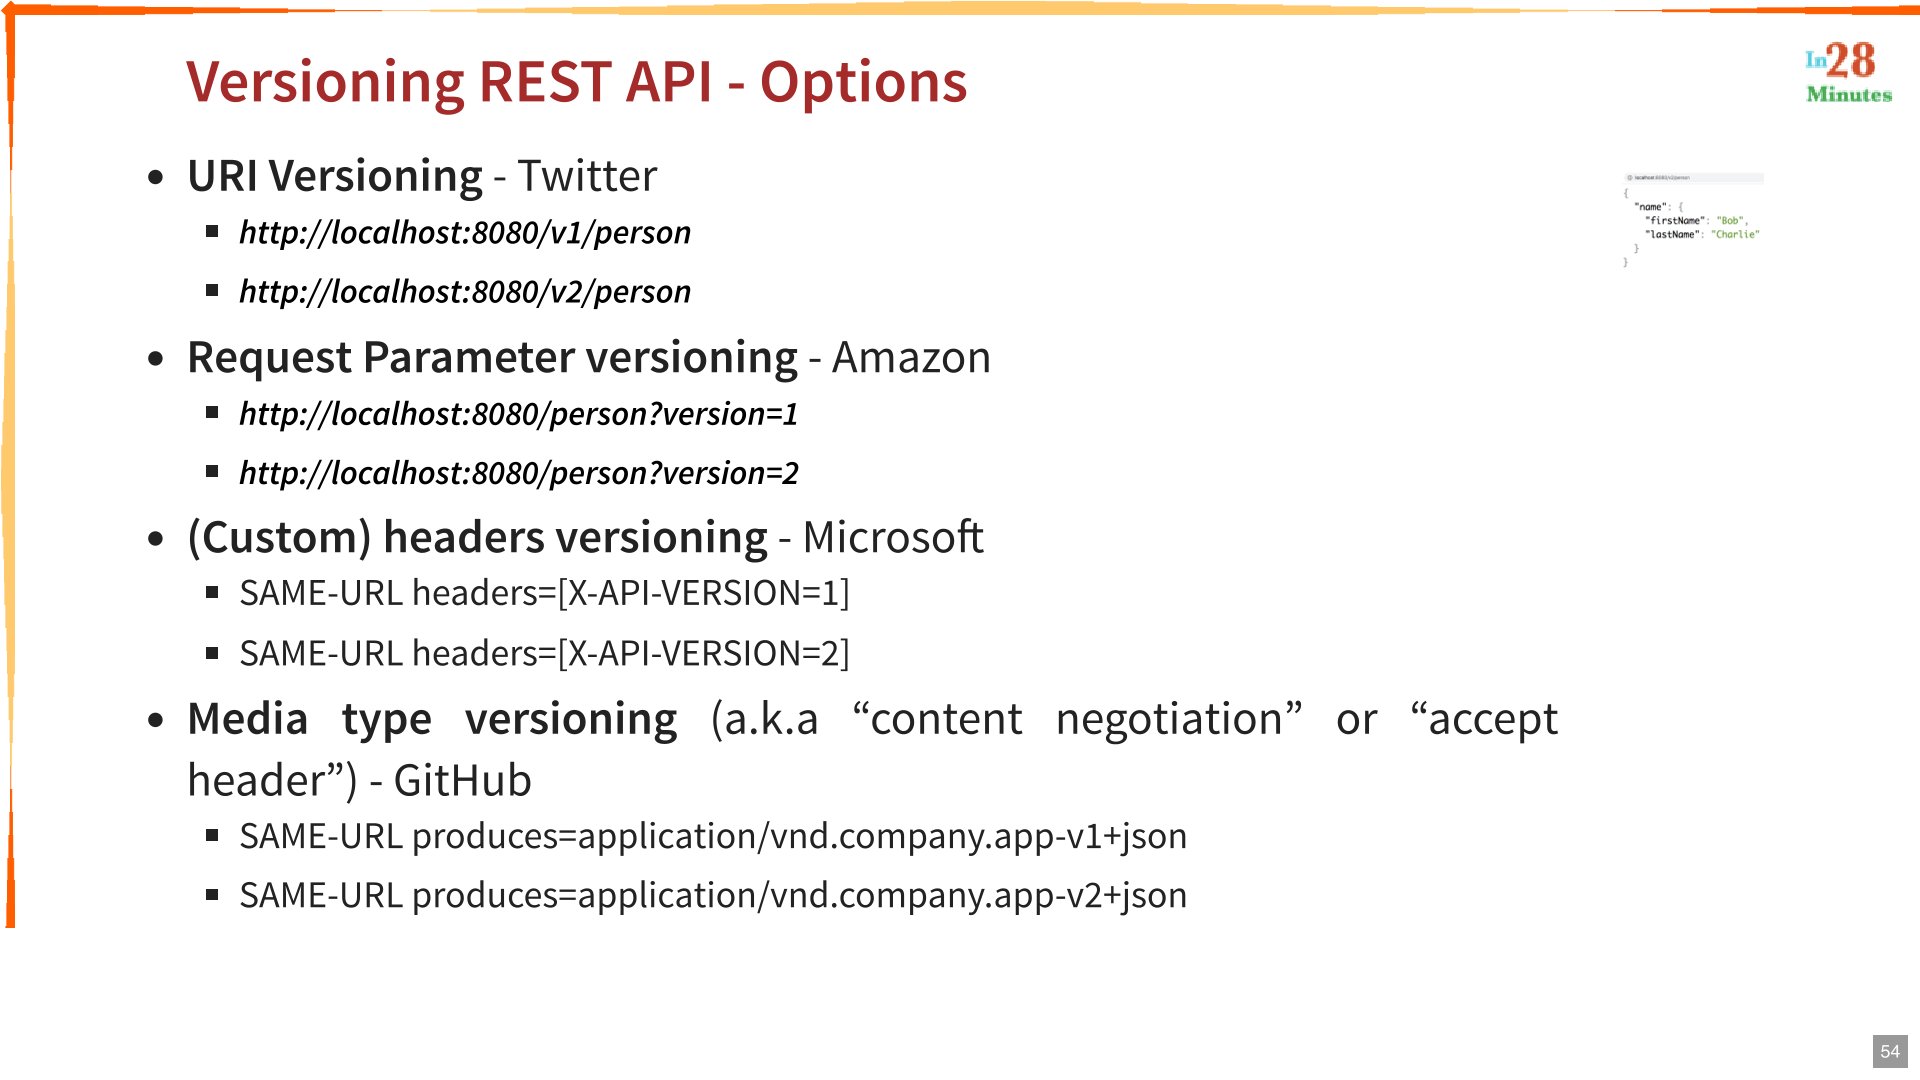 Versioning REST API - Options
In28
Minutes
URI Versioning - Twitter
http://localhost:8080/v1/person
http://localhost:8080/v2/person
Request Parameter versioning - Amazon
http://localhost:8080/person?version=1
http://localhost:8080/person?version=2
(Custom) headers versioning - Microsoft
SAME-URL headers=[X-API-VERSION=1]
SAME-URL headers=[X-API-VERSION=2]
Media type versioning (a.k.a “content negotiation” or “accept
header”) - GitHub
SAME-URL produces=application/vnd.company.app-v1+json
SAME-URL produces=application/vnd.company.app-v2+json
localhost:8080/v2/person
{
"name": {
"firstName": "Bob",
"lastName": "Charlie"
}
}
54